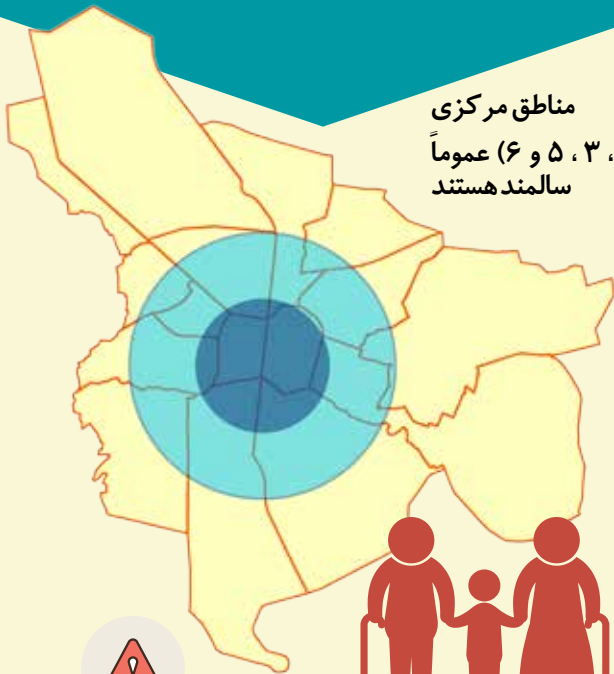 مناطق مرکزی
، ۳ ، ۵ و ۶) عموماً
سالمند هستند